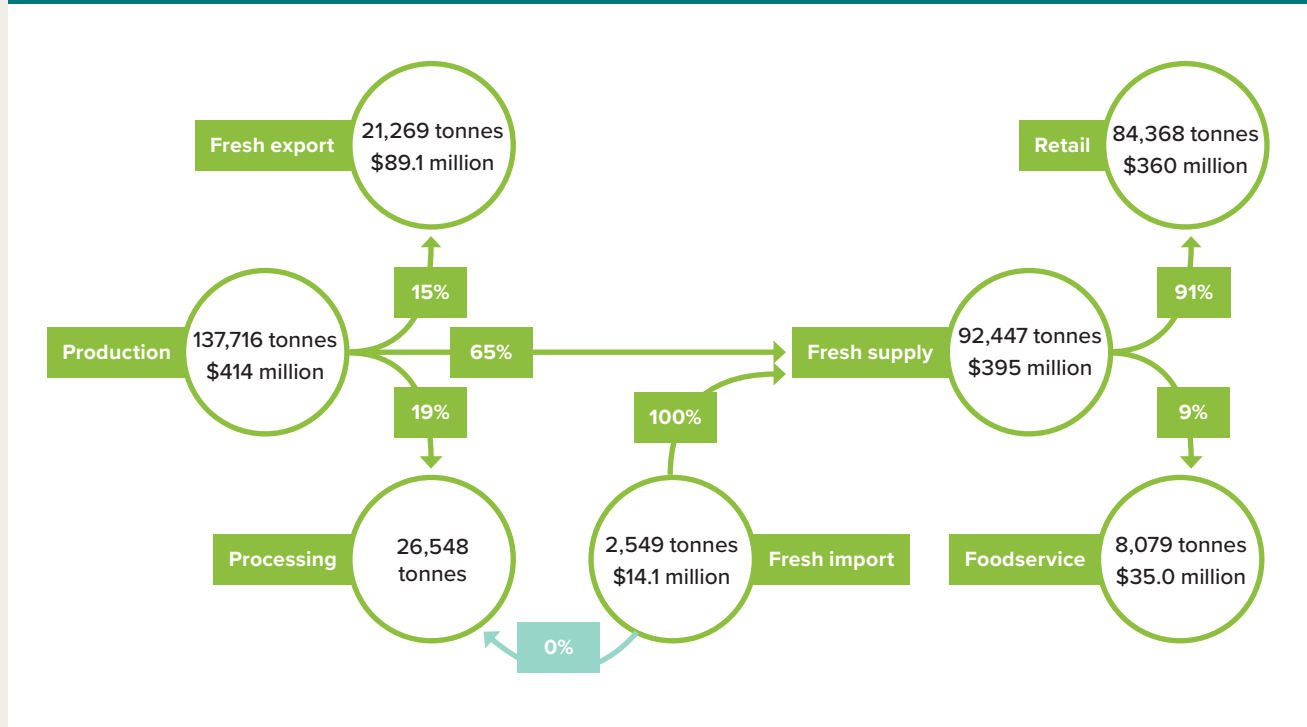 Fresh export
21,269 tonnes
$89.1 million
Retail
84,368 tonnes
$360 million
15%
91%
Production
137,716 tonnes
$414 million
65%
Fresh supply
92,447 tonnes
$395 million
19%
100%
9%
Processing
26,548
tonnes
2,549 tonnes
$14.1 million
Fresh import
Foodservice
8,079 tonnes
$35.0 million
0%